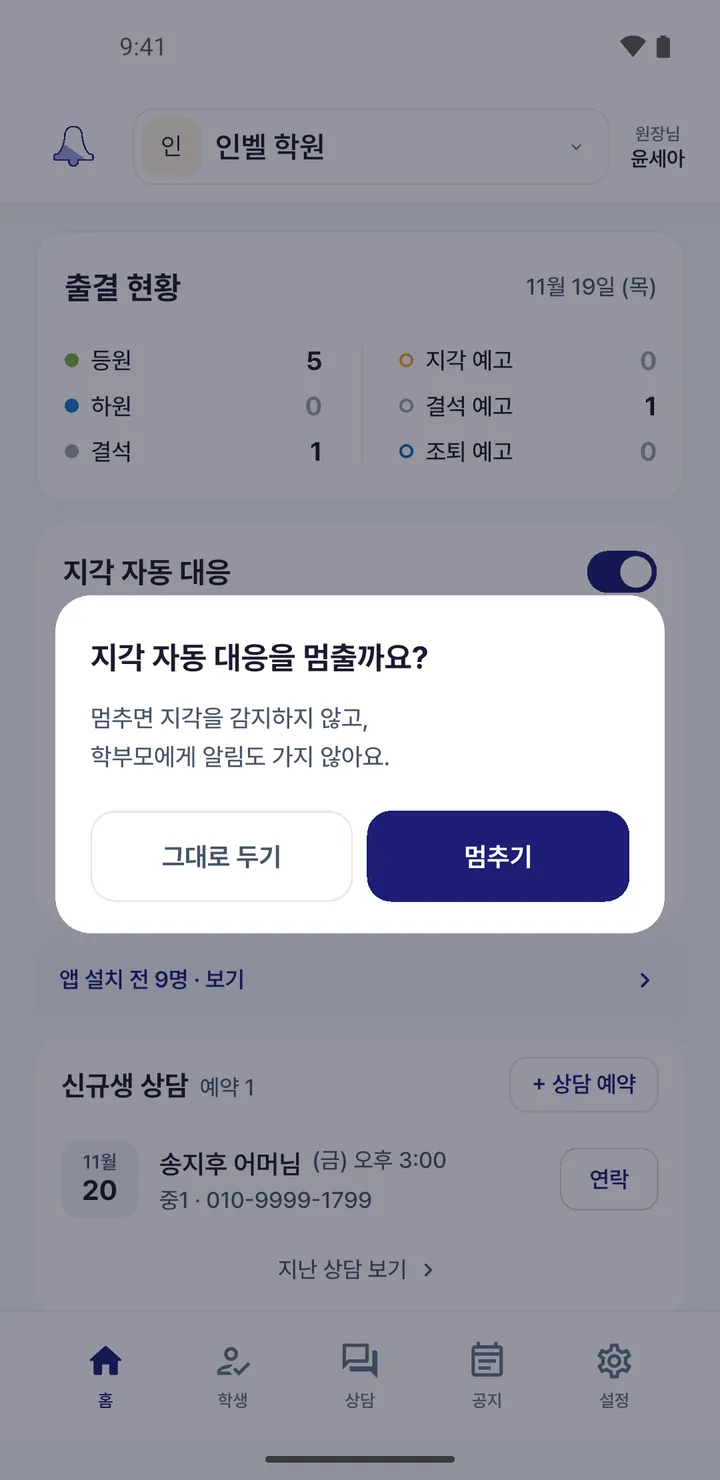 9:41
인 인벨 학원
원장님
윤세아
출결 현황 11월 19일 (목)
등원 5 지각 예고 0
하원 0 결석 예고 1
결석 1 조퇴 예고 0
지각 자동 대응
지각 자동 대응을 멈출까요?
멈추면 지각을 감지하지 않고,
학부모에게 알림도 가지 않아요.
그대로 두기 멈추기
앱 설치 전 9명 · 보기
신규생 상담 예약 1 + 상담 예약
11월
20
송지후 어머님 (금) 오후 3:00
중1 · 010-9999-1799
연락
지난 상담 보기
홈 학생 상담 공지 설정